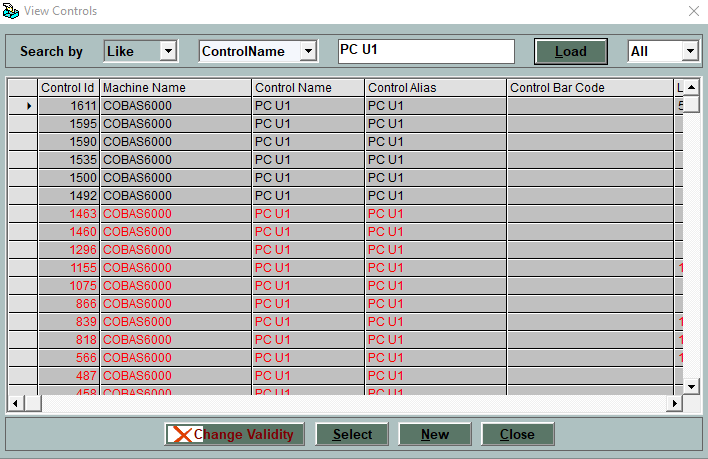 View Controls
Search by Like ControlName PC U1 Load All
Control Id Machine Name Control Name Control Alias Control Bar Code L
1611 COBAS6000 PC U1 PC U1 5
1595 COBAS6000 PC U1 PC U1
1590 COBAS6000 PC U1 PC U1
1535 COBAS6000 PC U1 PC U1
1500 COBAS6000 PC U1 PC U1
1492 COBAS6000 PC U1 PC U1
1463 COBAS6000 PC U1 PC U1
1460 COBAS6000 PC U1 PC U1
1296 COBAS6000 PC U1 PC U1
1155 COBAS6000 PC U1 PC U1 1
1075 COBAS6000 PC U1 PC U1
866 COBAS6000 PC U1 PC U1
839 COBAS6000 PC U1 PC U1 1
818 COBAS6000 PC U1 PC U1 1
566 COBAS6000 PC U1 PC U1 1
487 COBAS6000 PC U1 PC U1
458 COBAS6000 PC U1 PC U1
Change Validity Select New Close